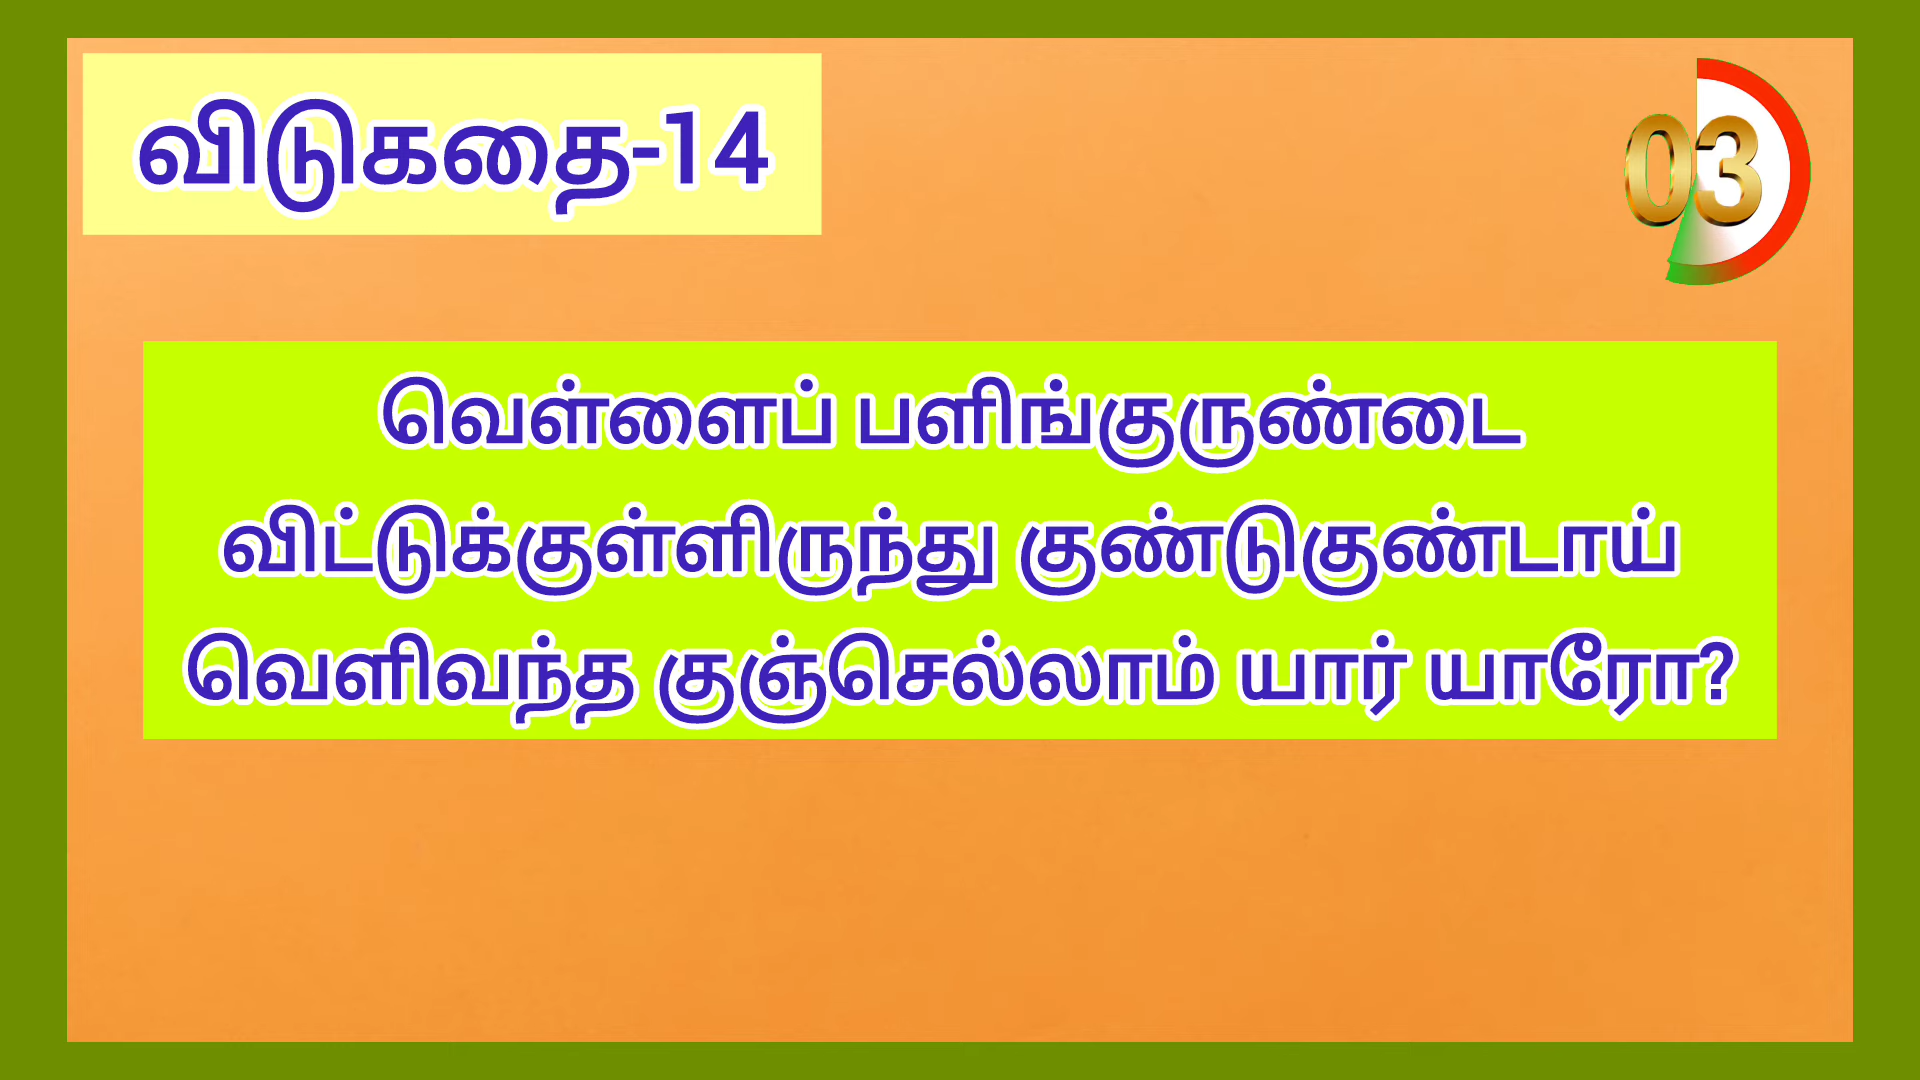 விடுகதை-14
03
வெள்ளைப் பளிங்குருண்டை
விட்டுக்குள்ளிருந்து குண்டுகுண்டாய்
வெளிவந்த குஞ்செல்லாம் யார் யாரோ?